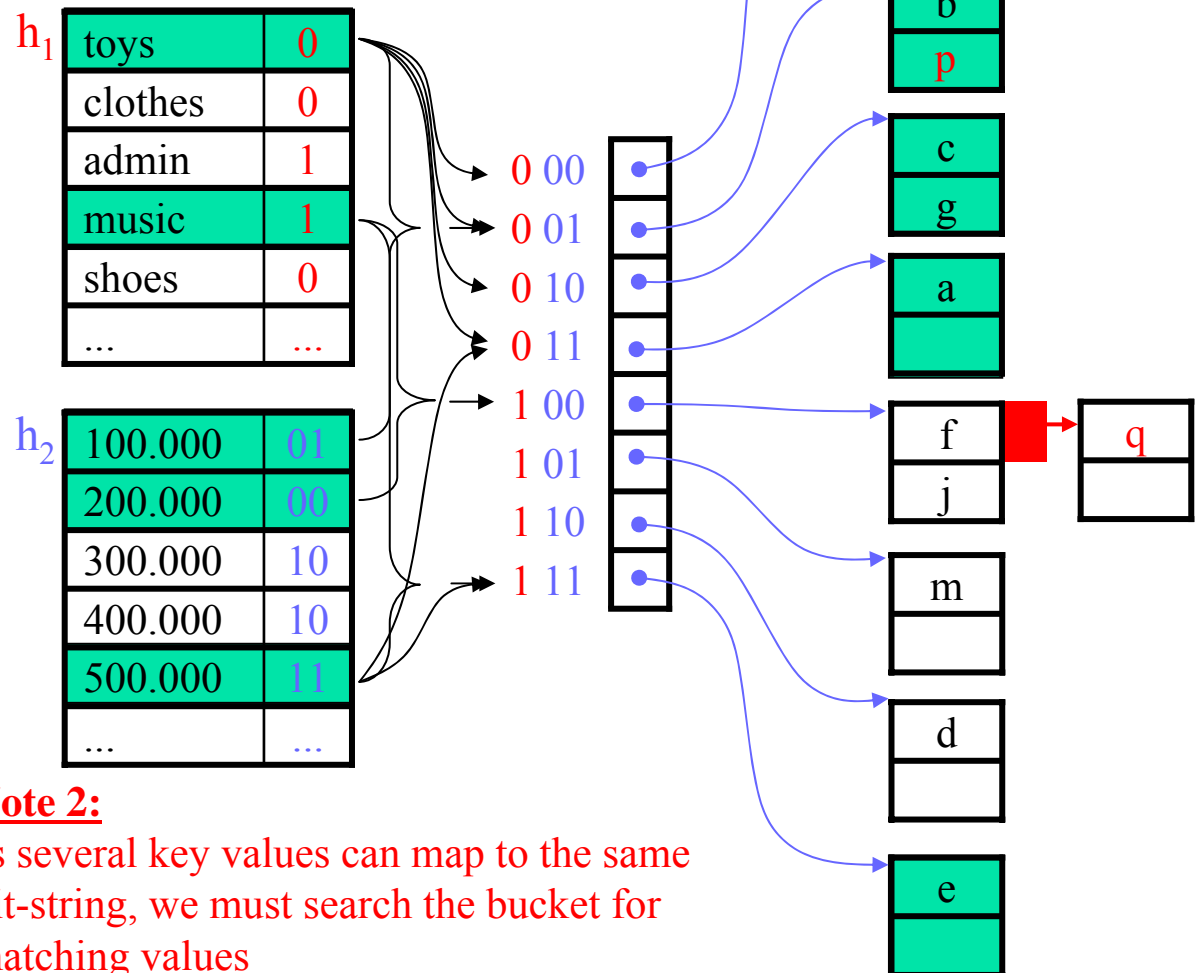 h1
toys 0
clothes 0
admin 1
music 1
shoes 0
... ...
h2
100.000 01
200.000 00
300.000 10
400.000 10
500.000 11
... ...
0 00
0 01
0 10
0 11
1 00
1 01
1 10
1 11
b
p
c
g
a
f
j
q
m
d
e
ote 2:
s several key values can map to the same
it-string, we must search the bucket for
atching values